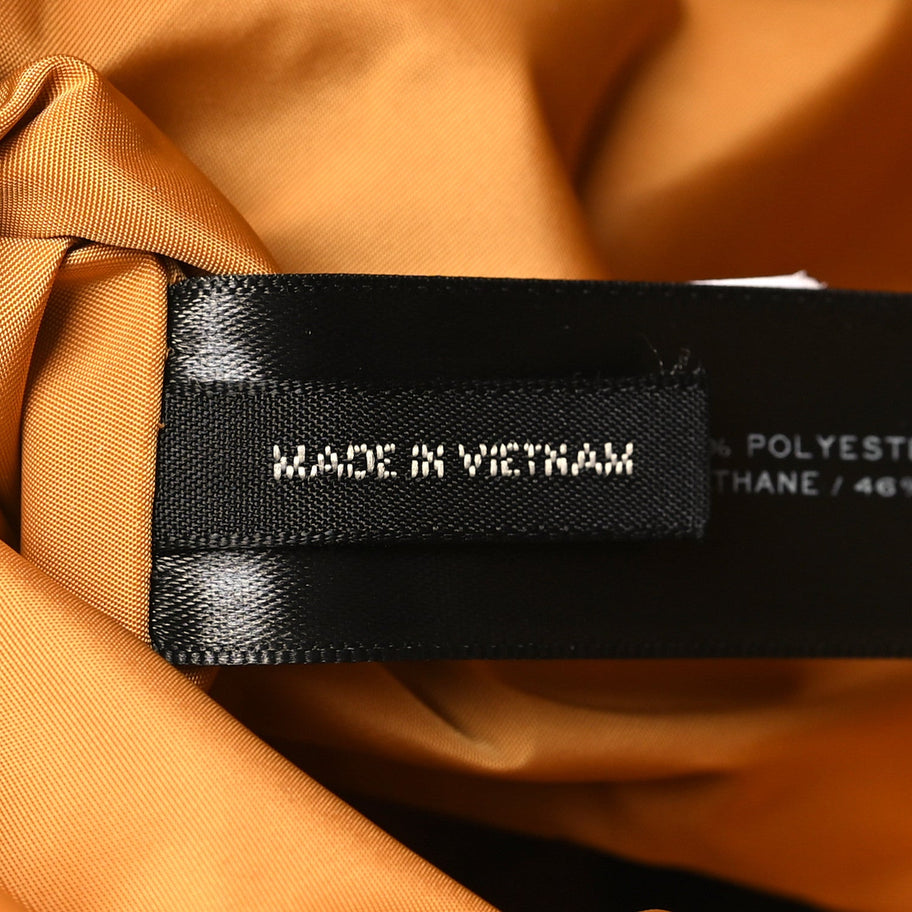 MADE IN VIETNAM
% POLYESTE
THANE / 46%